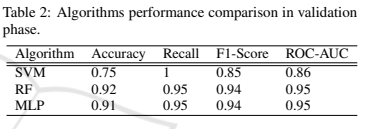 Table 2: Algorithms performance comparison in validation
phase.
Algorithm Accuracy Recall F1-Score ROC-AUC
SVM 0.75 1 0.85 0.86
RF 0.92 0.95 0.94 0.95
MLP 0.91 0.95 0.94 0.95